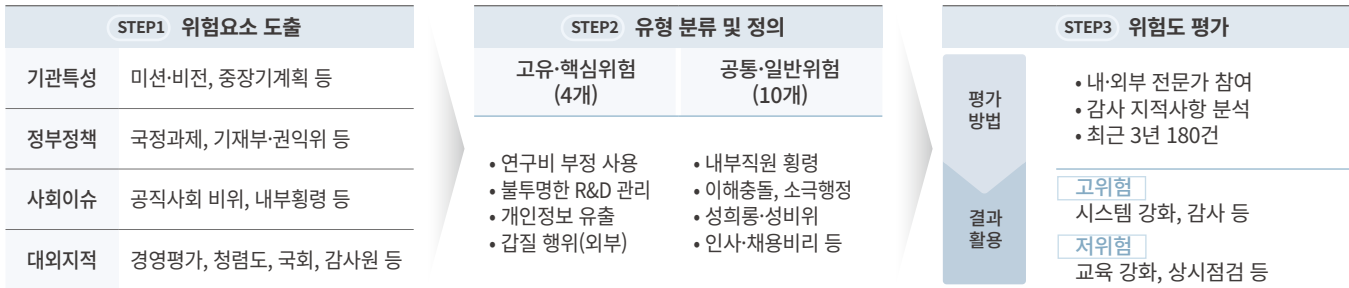 STEP1 위험요소 도출
기관특성 미션·비전, 중장기계획 등
정부정책 국정과제, 기재부·권익위 등
사회이슈 공직사회 비위, 내부횡령 등
대외지적 경영평가, 청렴도, 국회, 감사원 등
STEP2 유형 분류 및 정의
고유·핵심위험
(4개)
• 연구비 부정 사용
• 불투명한 R&D 관리
• 개인정보 유출
• 갑질 행위(외부)
공통·일반위험
(10개)
• 내부직원 횡령
• 이해충돌, 소극행정
• 성희롱·성비위
• 인사·채용비리 등
STEP3 위험도 평가
평가
방법
• 내·외부 전문가 참여
• 감사 지적사항 분석
• 최근 3년 180건
결과
활용
고위험
시스템 강화, 감사 등
저위험
교육 강화, 상시점검 등